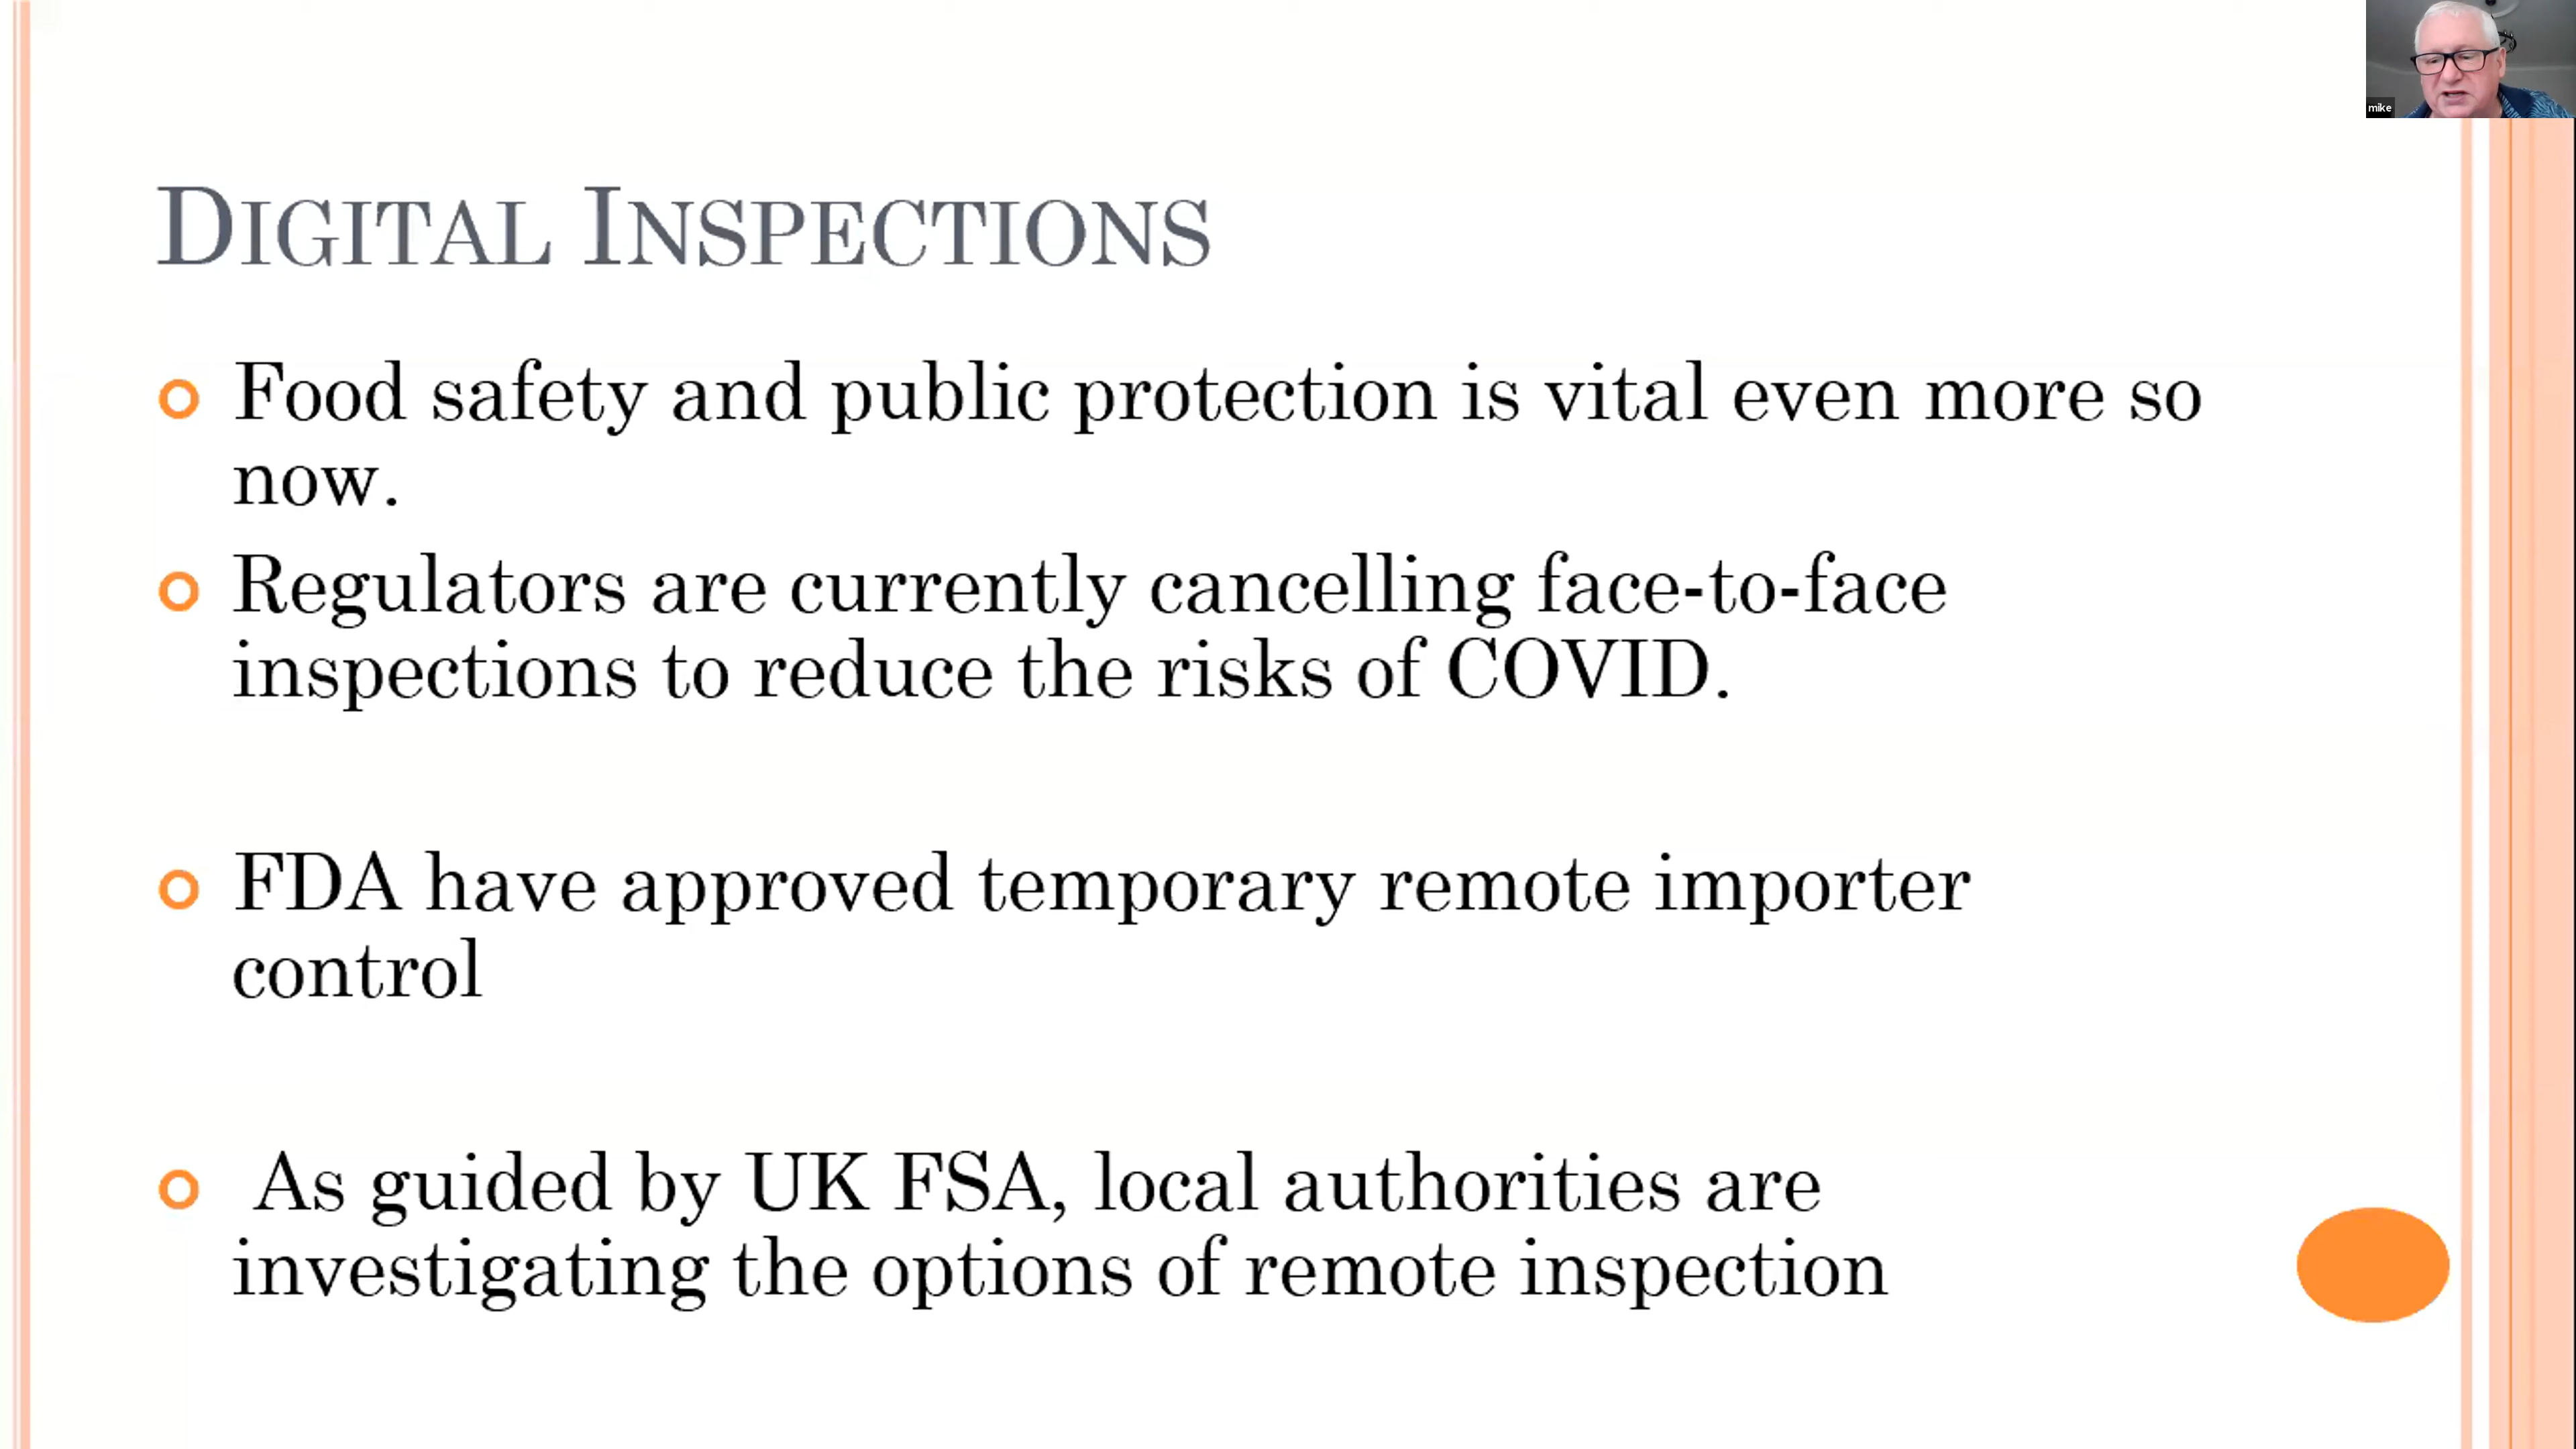 mike
DIGITAL INSPECTIONS
Food safety and public protection is vital even more so
now.
Regulators are currently cancelling face-to-face
inspections to reduce the risks of COVID.
FDA have approved temporary remote importer
control
As guided by UK FSA, local authorities are
investigating the options of remote inspection